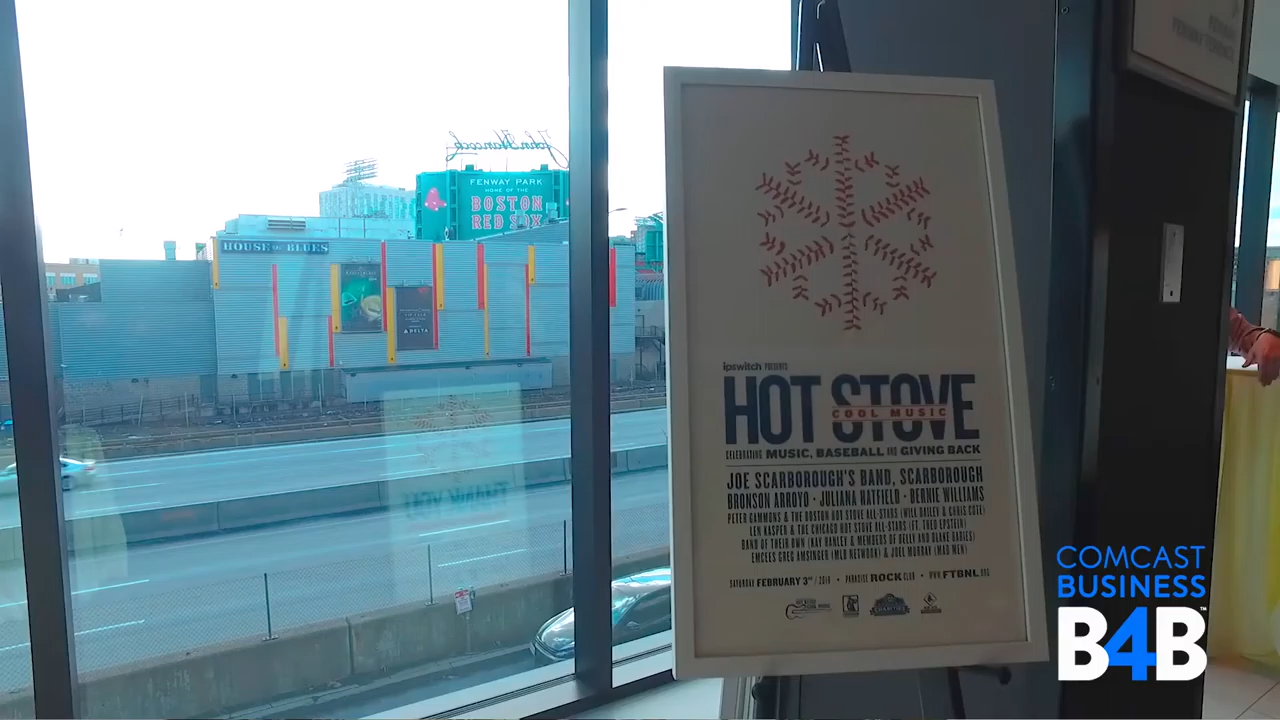 John Hancock
FENWAY PARK
HOME OF THE
BOSTON
RED SOX
HOUSE OF BLUES
DELTA
THANK YOU
ipswitch PRESENTS
HOT STOVE
COOL MUSIC
CELEBRATING MUSIC, BASEBALL AND GIVING BACK
JOE SCARBOROUGH'S BAND, SCARBOROUGH
BRONSON ARROYO · JULIANA HATFIELD · BERNIE WILLIAMS
PETER GAMMONS & THE BOSTON HOT STOVE ALL-STARS (WILL DAILEY & CHRIS COTE)
LEN KASPER & THE CHICAGO HOT STOVE ALL-STARS (FT. THEO EPSTEIN)
BAND OF THEIR OWN (KAY HANLEY & MEMBERS OF BELLY AND BLAKE BABIES)
EMCEES GREG AMSINGER (MLB NETWORK) & JOEL MURRAY (MAD MEN)
SATURDAY FEBRUARY 3RD / 2018 · PARADISE ROCK CLUB · WWW.FTBNL.ORG
COMCAST
BUSINESS
B4B™